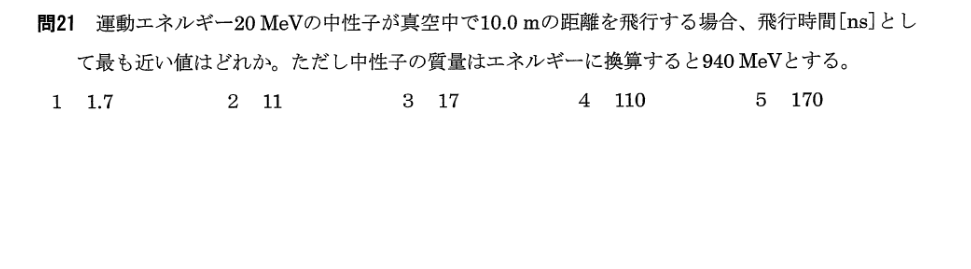 問21　運動エネルギー20 MeVの中性子が真空中で10.0 mの距離を飛行する場合、飛行時間[ns]とし
て最も近い値はどれか。ただし中性子の質量はエネルギーに換算すると940 MeVとする。
1　1.7　2　11　3　17　4　110　5　170